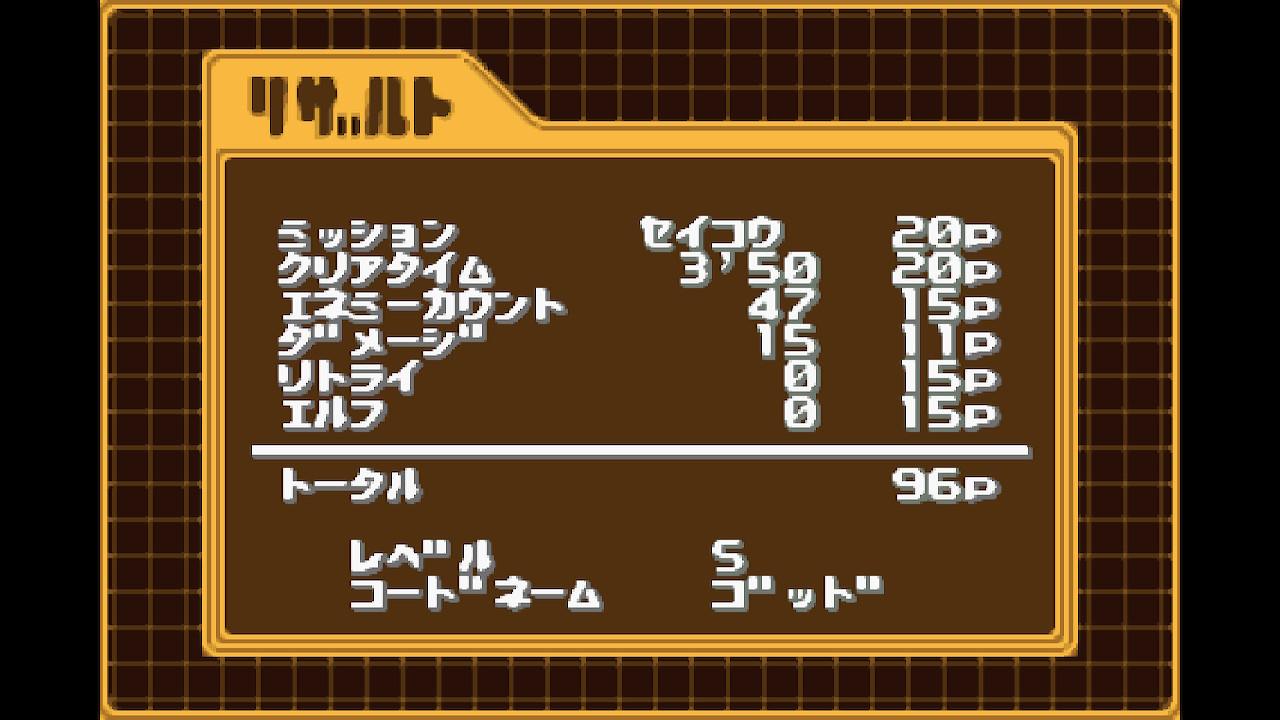 リザルト
ミッション セイコウ 20p
クリアタイム 3'50 20p
エネミーカウント 47 15p
ダメージ 15 11p
リトライ 0 15p
エルフ 0 15p
トータル 96p
レベル S
コードネーム ゴッド